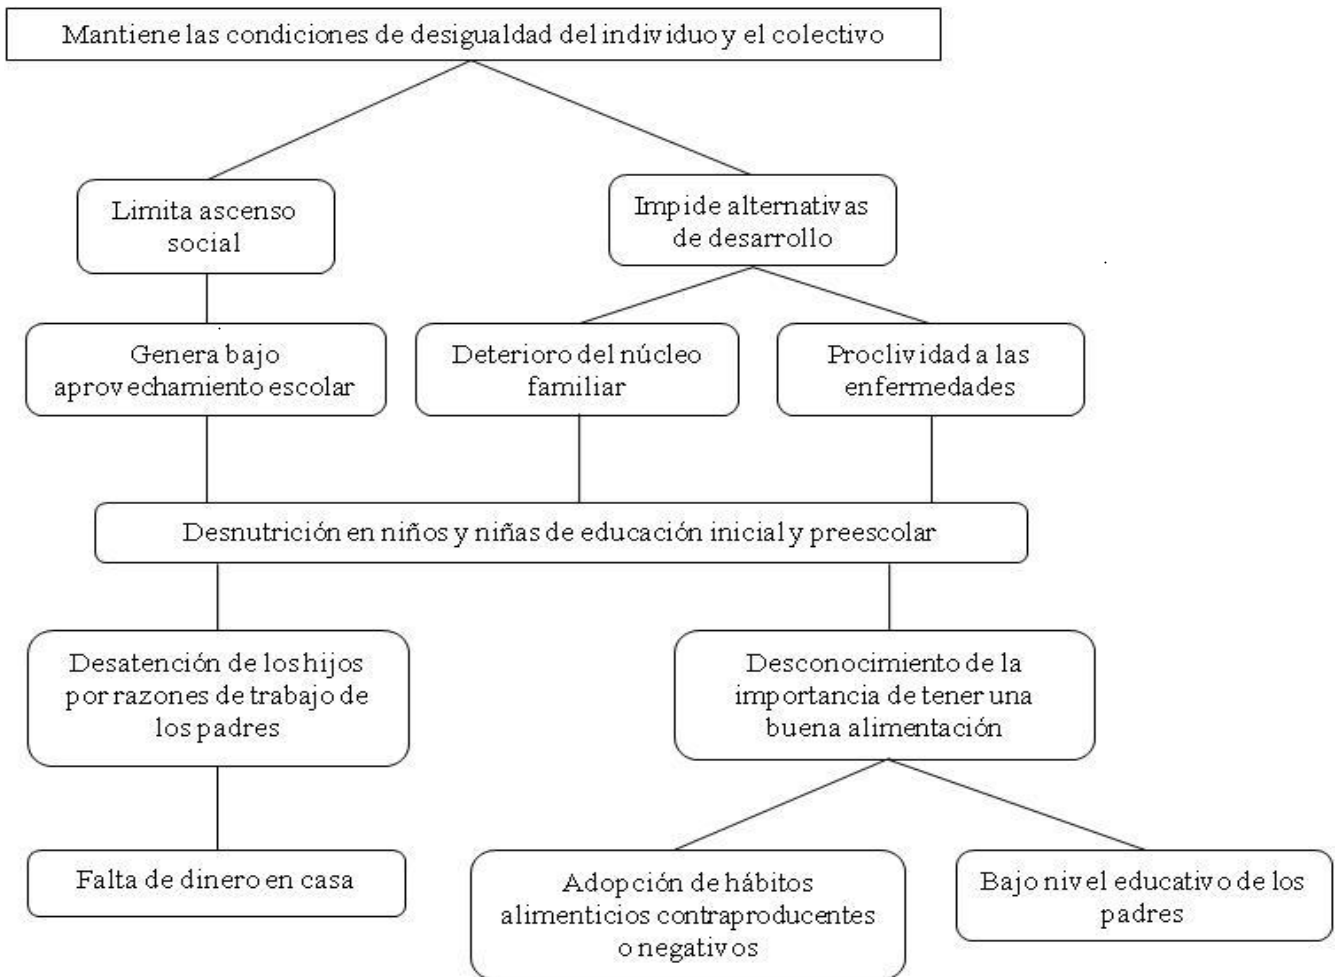 Mantiene las condiciones de desigualdad del individuo y el colectivo
Limita ascenso
social
Impide alternativas
de desarrollo
Genera bajo
aprovechamiento escolar
Deterioro del núcleo
familiar
Proclividad a las
enfermedades
Desnutrición en niños y niñas de educación inicial y preescolar
Desatención de los hijos
por razones de trabajo de
los padres
Desconocimiento de la
importancia de tener una
buena alimentación
Falta de dinero en casa
Adopción de hábitos
alimenticios contraproducentes
o negativos
Bajo nivel educativo de los
padres